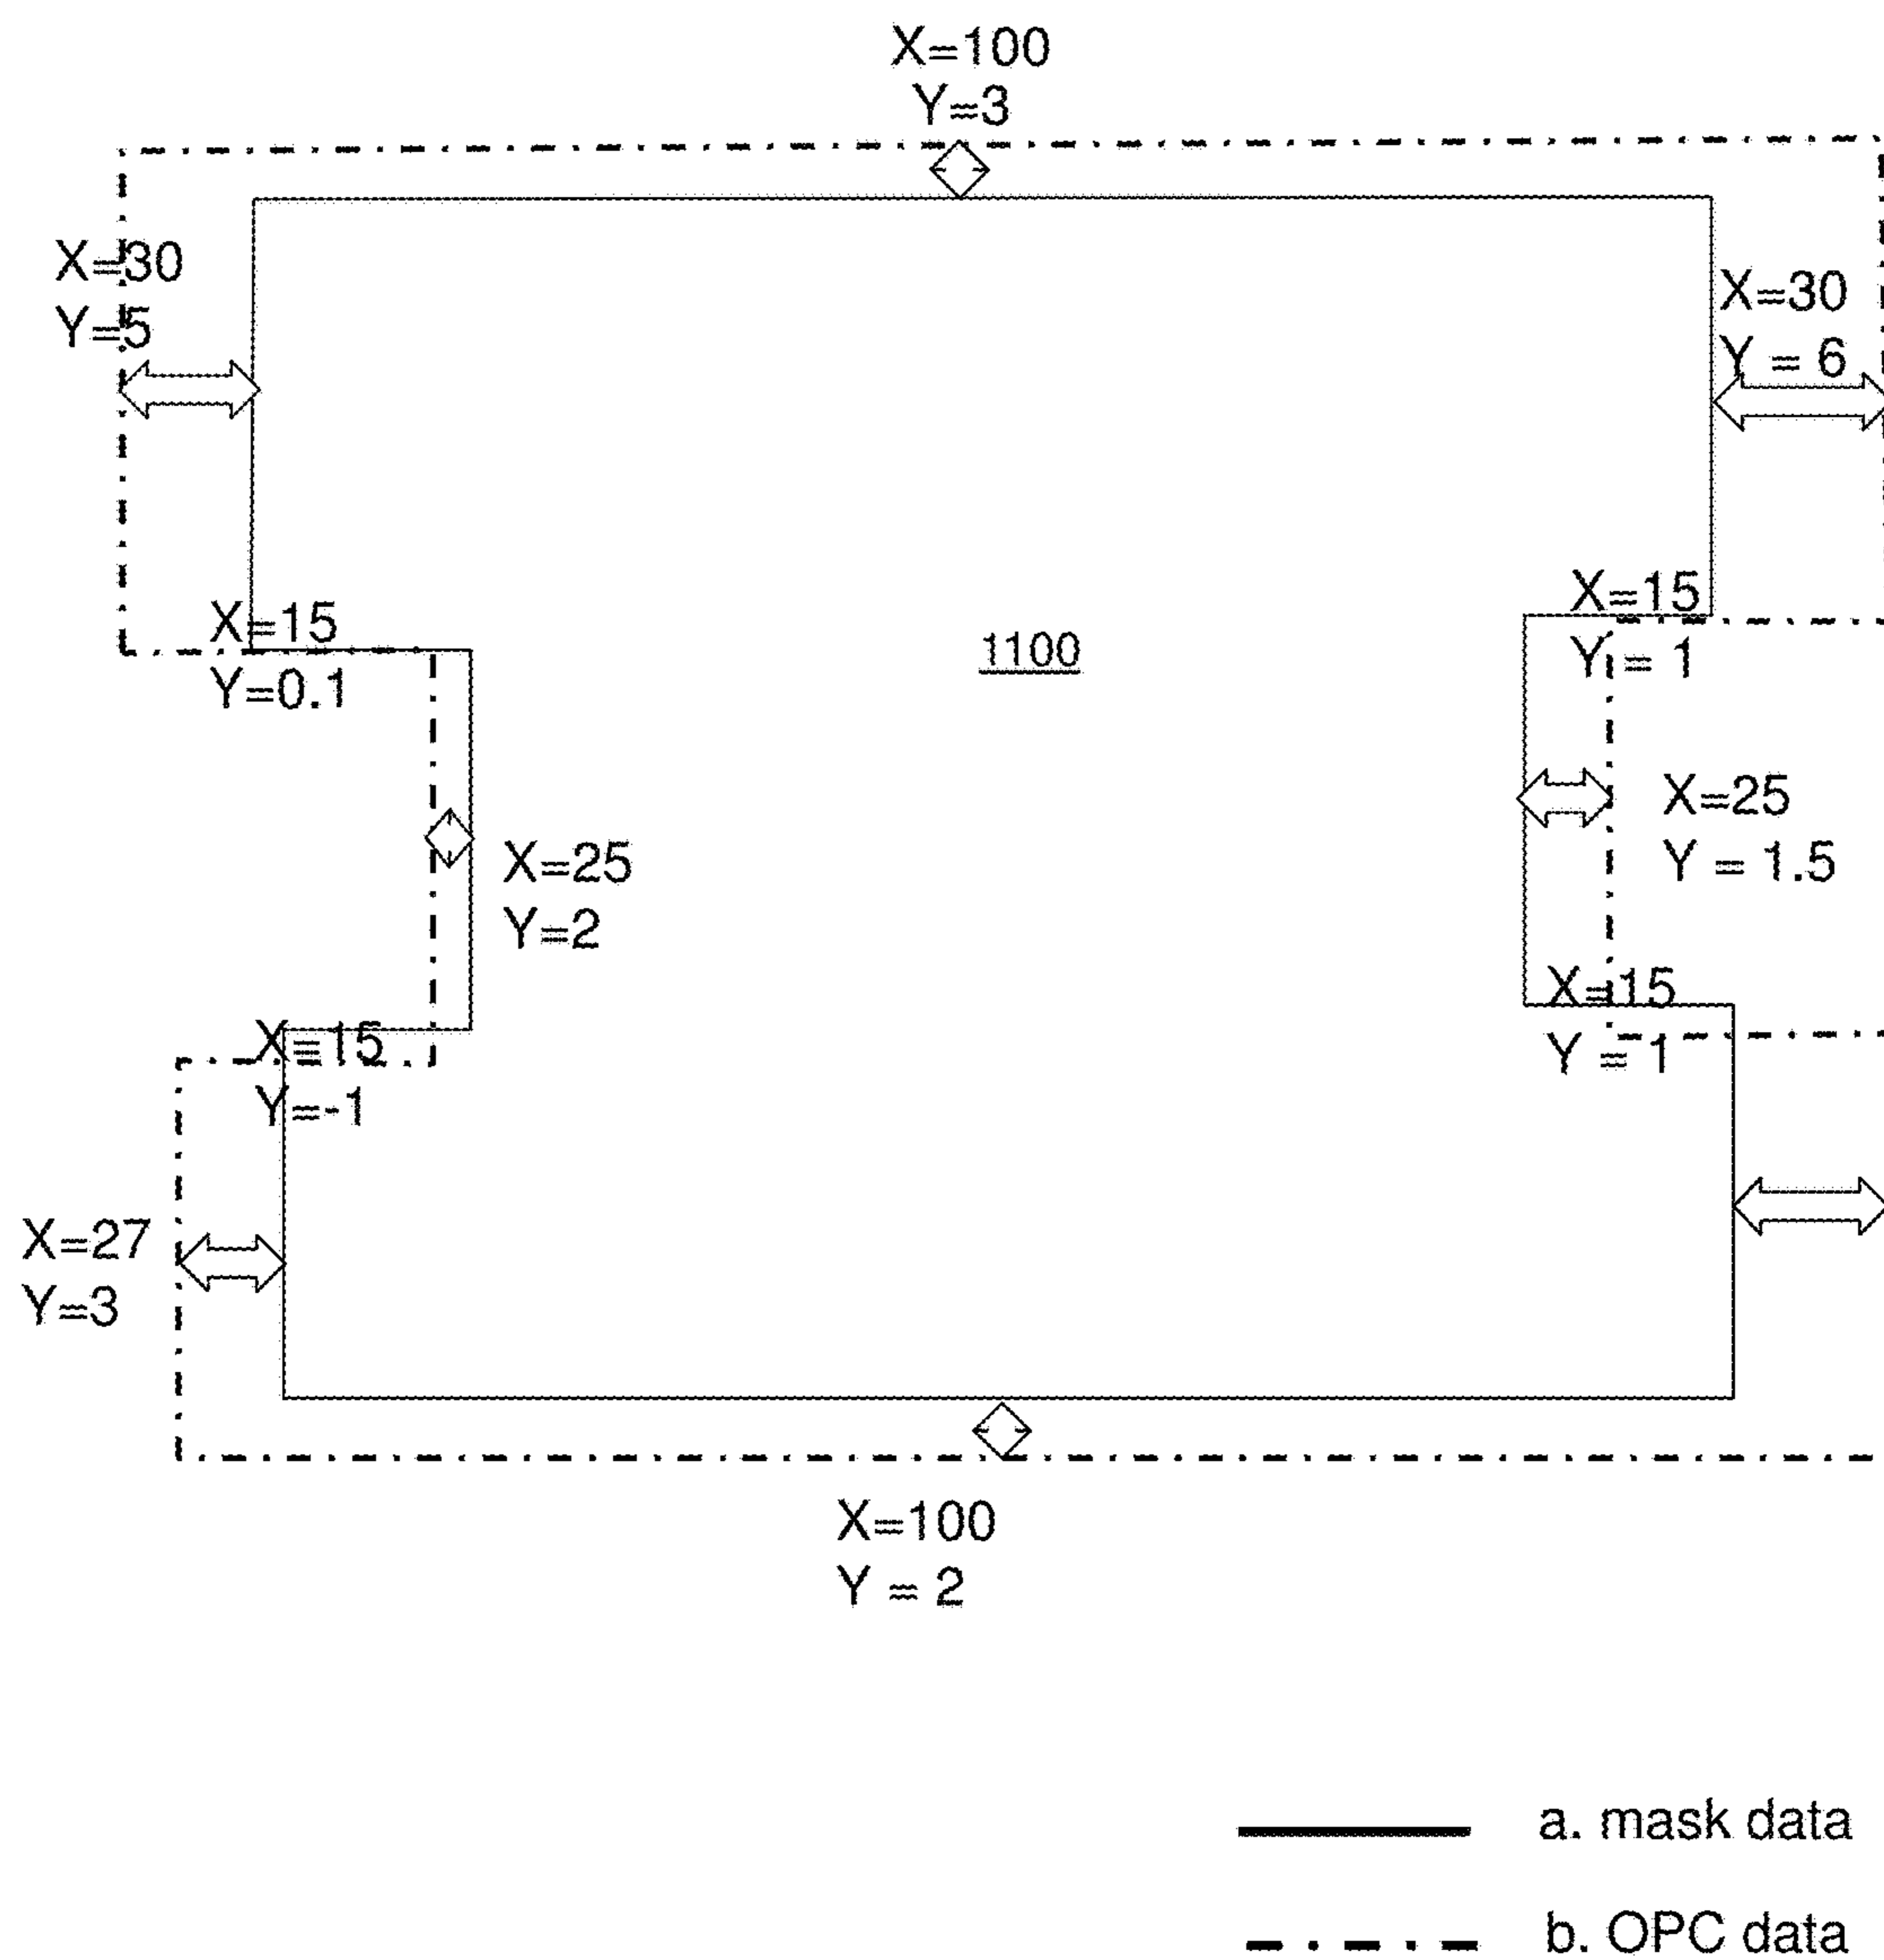 X=100
Y=3
X=30
Y=5
X=30
Y = 6
X=15
Y=0.1
1100
X=15
Y = 1
X=25
Y=2
X=25
Y = 1.5
X=15
Y=-1
X=15
Y = 1
X=27
Y=3
X=100
Y = 2
a. mask data
b. OPC data